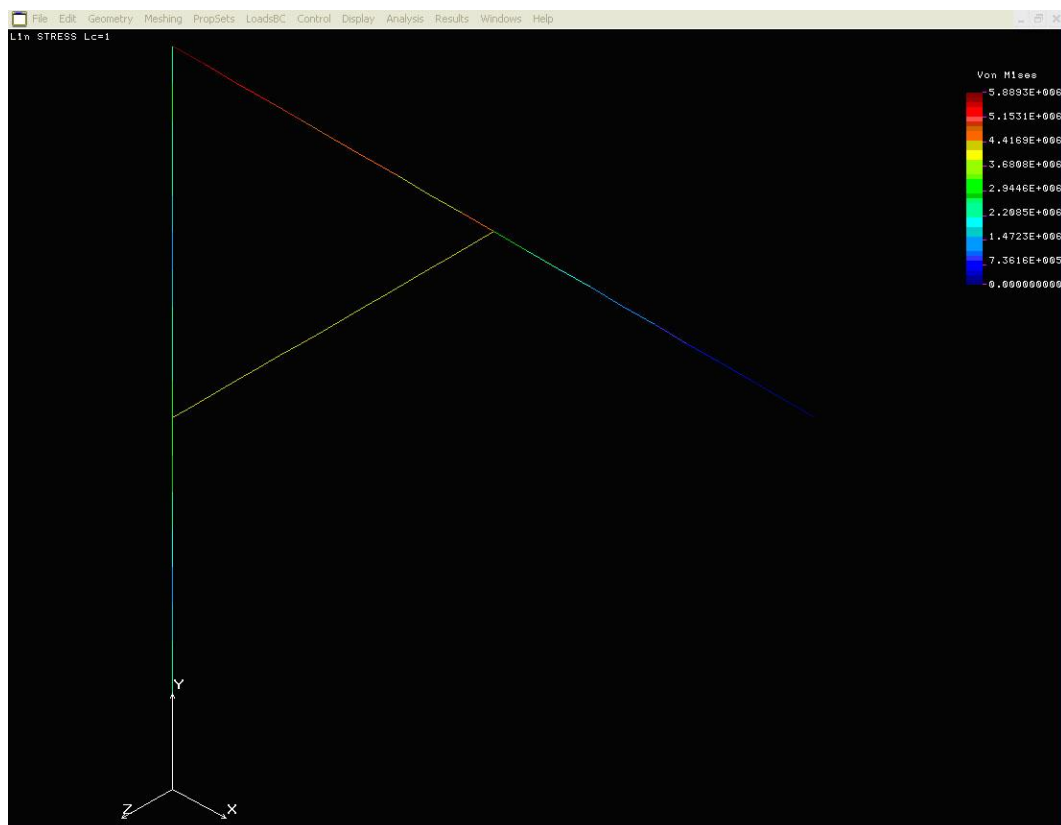 File Edit Geometry Meshing PropSets LoadsBC Control Display Analysis Results Windows Help
Lin STRESS Lc=1
Von Mises
5.8893E+006
5.1531E+006
4.4169E+006
3.6808E+006
2.9446E+006
2.2085E+006
1.4723E+006
7.3616E+005
0.000000000
Y
Z X